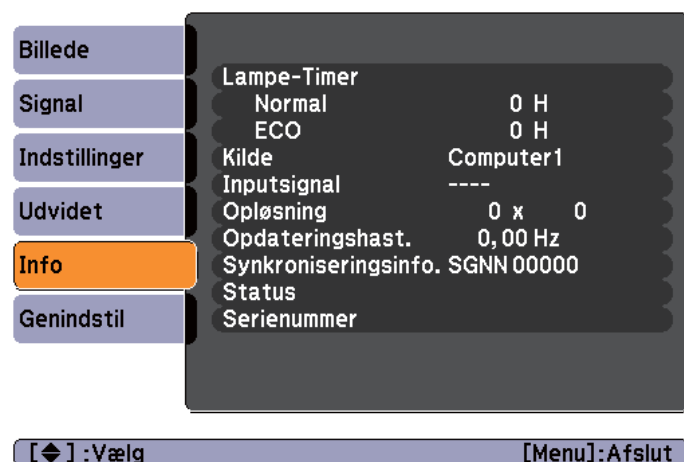 Billede
Signal
Indstillinger
Udvidet
Info
Genindstil
Lampe-Timer
Normal 0 H
ECO 0 H
Kilde Computer1
Inputsignal ----
Opløsning 0 x 0
Opdateringshast. 0,00 Hz
Synkroniseringsinfo. SGNN 00000
Status
Serienummer
[◆] :Vælg [Menu]:Afslut